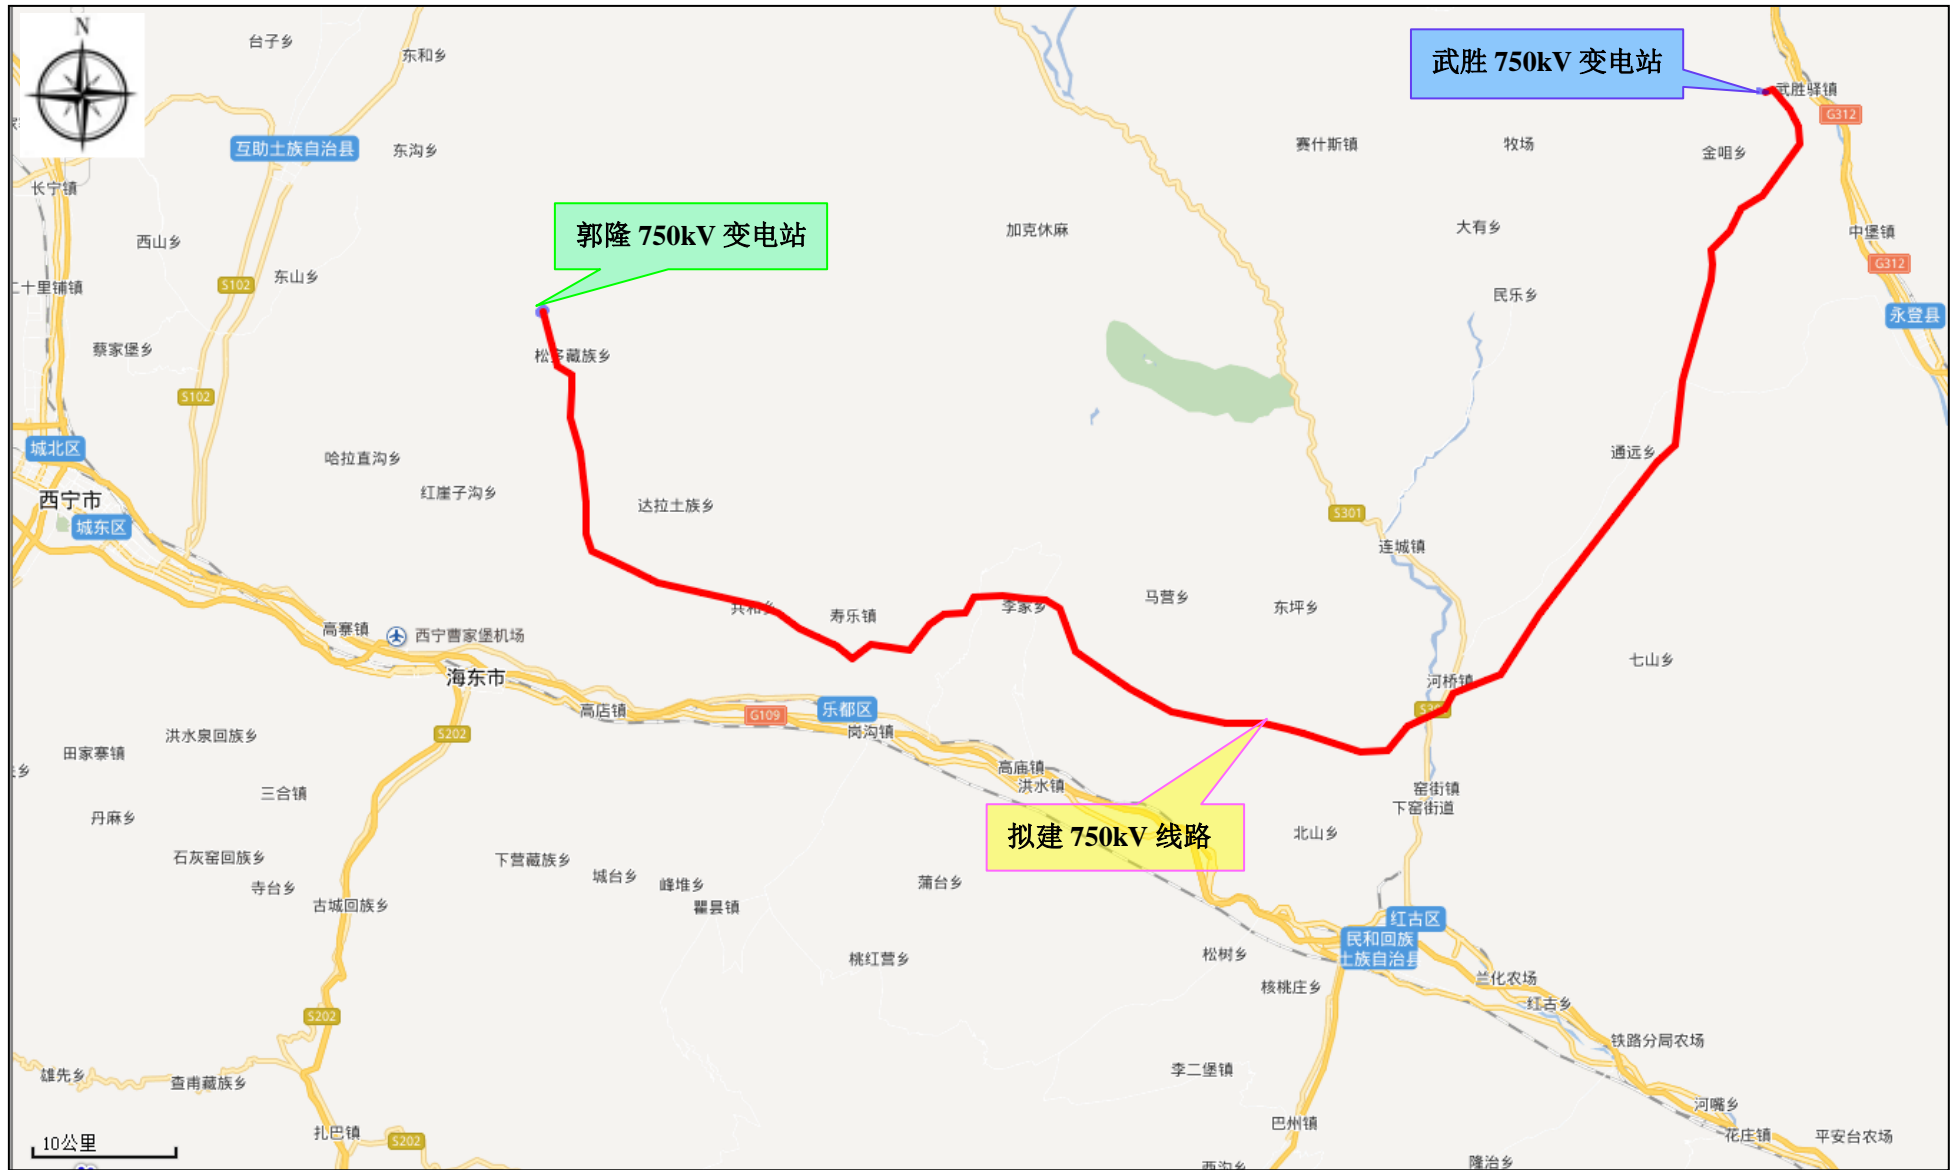 N
台子乡
东和乡
武胜 750kV 变电站
武胜驿镇
G312
互助土族自治县
东沟乡
赛什斯镇
牧场
金咀乡
长宁镇
郭隆 750kV 变电站
加克休麻
大有乡
中堡镇
西山乡
东山乡
S102
G312
二十里铺镇
民乐乡
永登县
蔡家堡乡
松多藏族乡
S102
城北区
哈拉直沟乡
通远乡
红崖子沟乡
西宁市
城东区
达拉土族乡
S301
连城镇
共和乡
寿乐镇
李家乡
马营乡
东坪乡
高寨镇
西宁曹家堡机场
七山乡
海东市
河桥镇
高店镇
G109
乐都区
岗沟镇
S202
洪水泉回族乡
田家寨镇
高庙镇
洪水镇
三合镇
窑街镇
下窑街道
丹麻乡
拟建 750kV 线路
北山乡
石灰窑回族乡
下营藏族乡
城台乡
峰堆乡
蒲台乡
寺台乡
古城回族乡
瞿昙镇
红古区
民和回族
土族自治县
桃红营乡
松树乡
核桃庄乡
兰化农场
红古乡
S202
铁路分局农场
雄先乡
查甫藏族乡
李二堡镇
河嘴乡
扎巴镇
S202
巴州镇
花庄镇
平安台农场
10公里
西沟乡
隆治乡